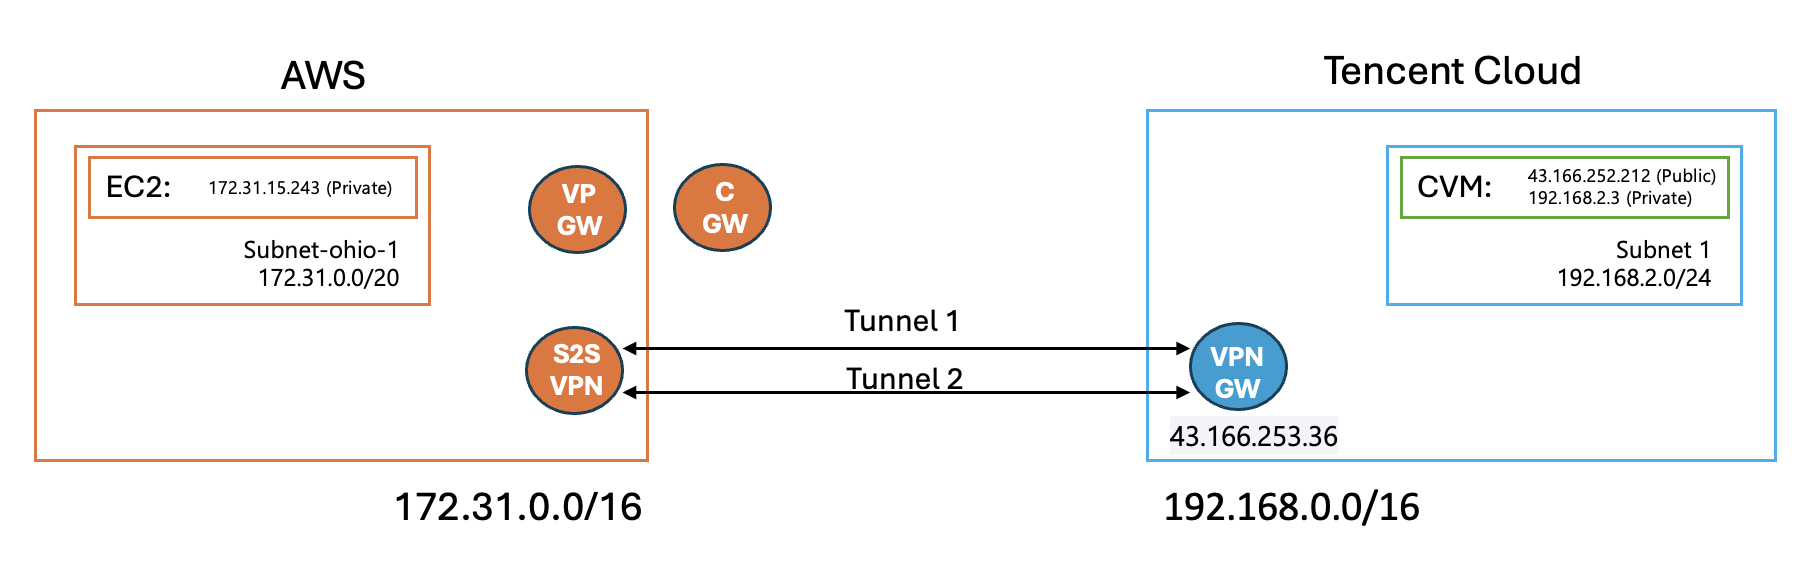 AWS
Tencent Cloud
EC2:
172.31.15.243 (Private)
Subnet-ohio-1
172.31.0.0/20
VP
GW
C
GW
CVM:
43.166.252.212 (Public)
192.168.2.3 (Private)
Subnet 1
192.168.2.0/24
S2S
VPN
Tunnel 1
Tunnel 2
VPN
GW
43.166.253.36
172.31.0.0/16
192.168.0.0/16